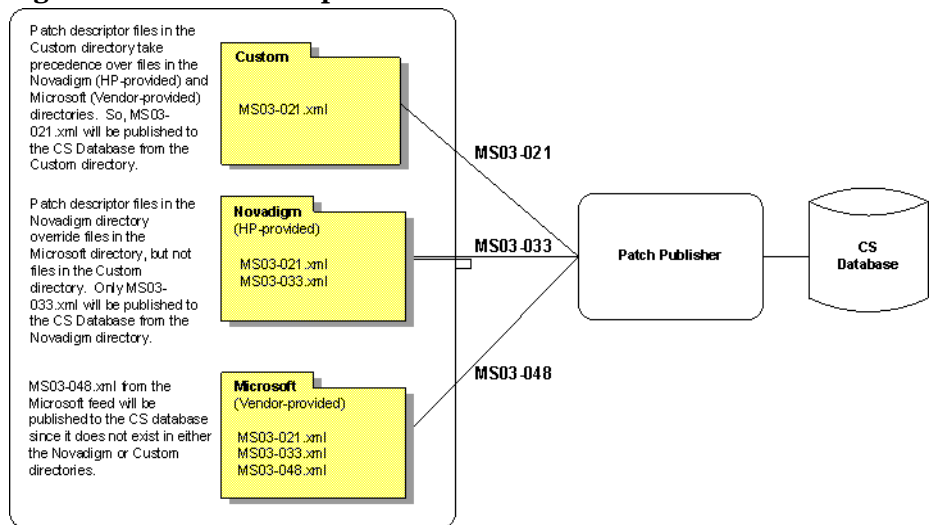 Patch descriptor files in the
Custom directory take
precedence over files in the
Novadigm (HP-provided) and
Microsoft (Vendor-provided)
directories. So, MS03-
021.xml will be published to
the CS Database from the
Custom directory.
Custom
MS03-021.xml
MS03-021
Patch descriptor files in the
Novadigm directory
override files in the
Microsoft directory, but not
files in the Custom
directory. Only MS03-
033.xml will be published to
the CS Database from the
Novadigm directory.
Novadigm
(HP-provided)
MS03-021.xml
MS03-033.xml
MS03-033
Patch Publisher
CS
Database
MS03-048.xml from the
Microsoft feed will be
published to the CS database
since it does not exist in either
the Novadigm or Custom
directories.
Microsoft
(Vendor-provided)
MS03-021.xml
MS03-033.xml
MS03-048.xml
MS03-048